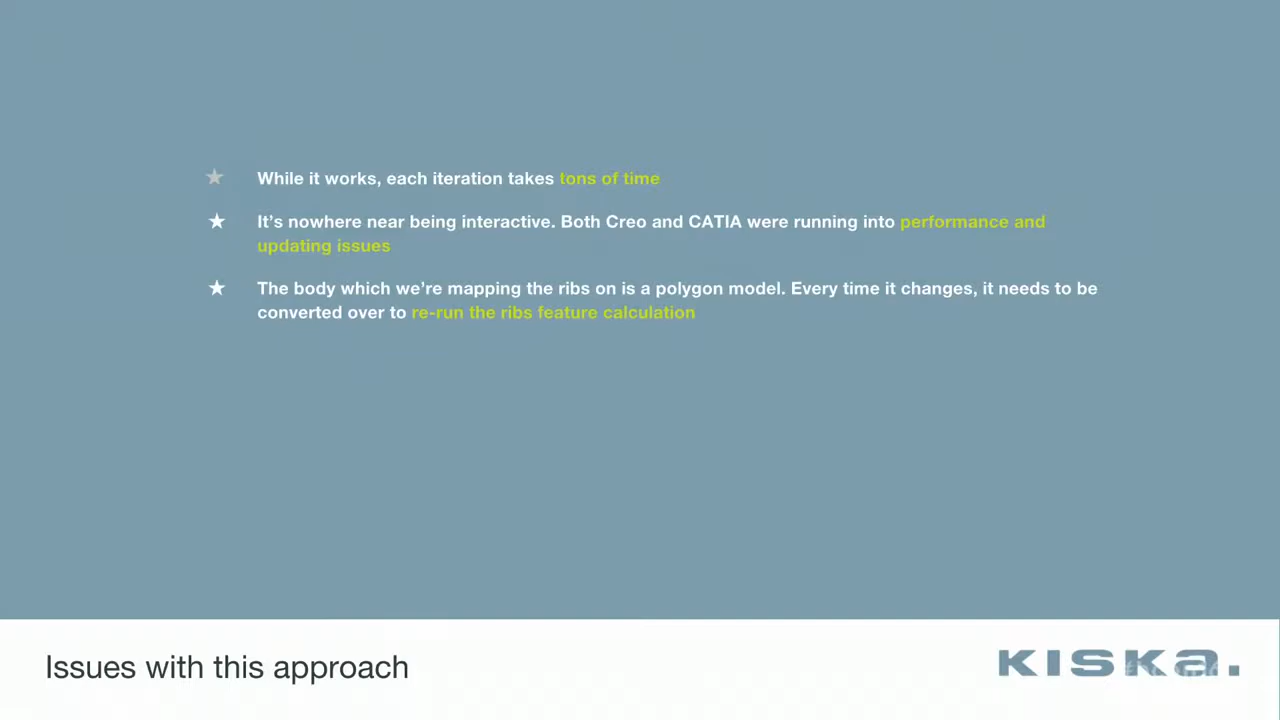 While it works, each iteration takes tons of time
It's nowhere near being interactive. Both Creo and CATIA were running into performance and
updating issues
The body which we're mapping the ribs on is a polygon model. Every time it changes, it needs to be
converted over to re-run the ribs feature calculation
Issues with this approach
KISKA.